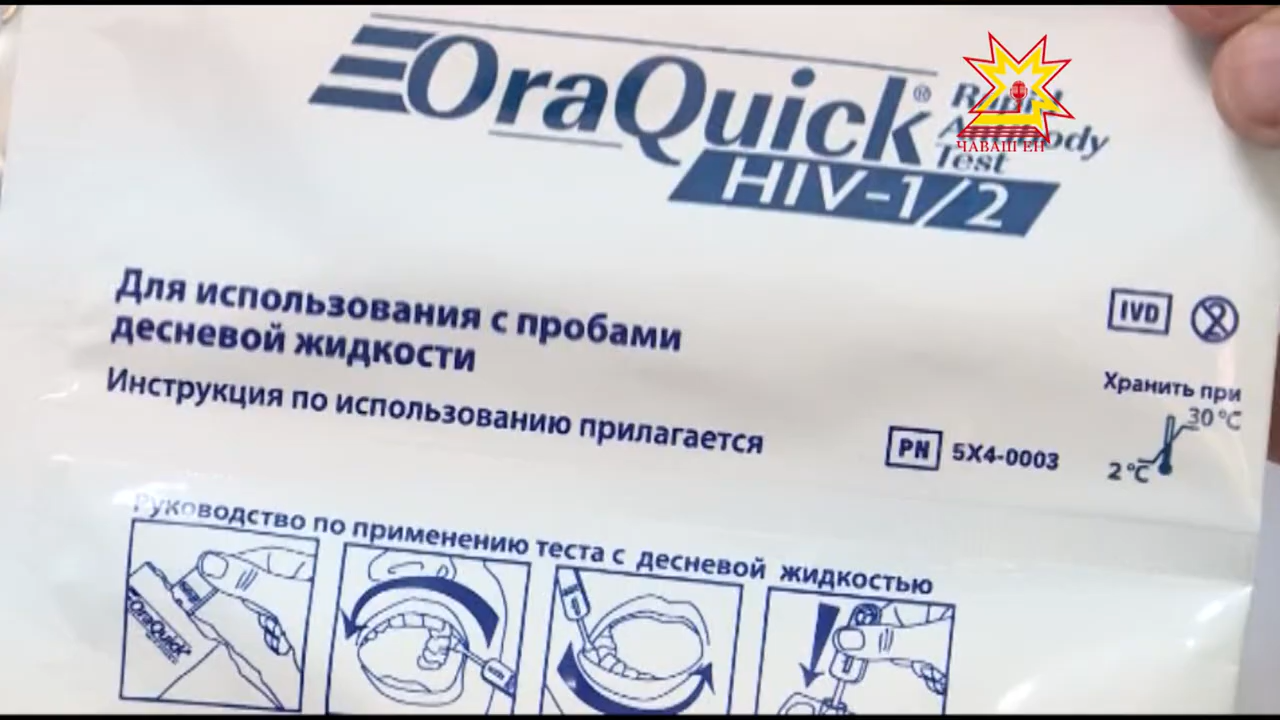 OraQuick®
Rapid
Antibody
Test
ЧĂВАШ ЕН
HIV-1/2
Для использования с пробами
десневой жидкости
Инструкция по использованию прилагается
IVD
2
Хранить при
30 °C
2 °C
PN 5X4-0003
Руководство по применению теста с десневой жидкостью
OraQuick